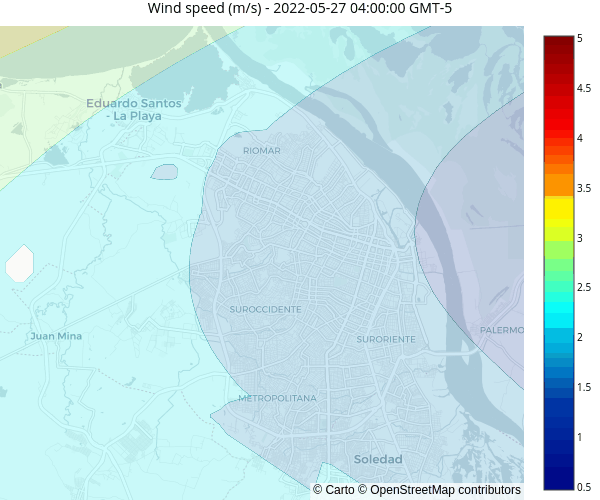 Wind speed (m/s) - 2022-05-27 04:00:00 GMT-5
Eduardo Santos
- La Playa
RIOMAR
SUROCCIDENTE
SURORIENTE
PALERMO
Juan Mina
METROPOLITANA
Soledad
© Carto © OpenStreetMap contributors
5
4.5
4
3.5
3
2.5
2
1.5
1
0.5